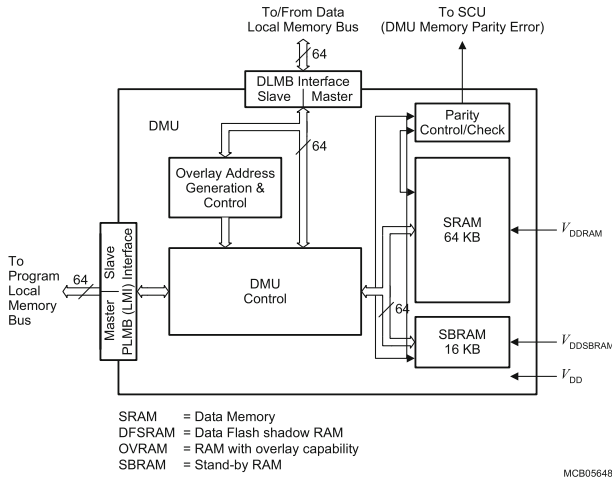 To/From Data
Local Memory Bus
To SCU
(DMU Memory Parity Error)
64
DLMB Interface
Slave Master
DMU
64
Parity
Control/Check
Overlay Address
Generation &
Control
SRAM
64 KB
VDDRAM
To
Program
Local
Memory
Bus
64
Master Slave
PLMB (LMI) Interface
DMU
Control
64
SBRAM
16 KB
VDDSBRAM
VDD
SRAM = Data Memory
DFSRAM = Data Flash shadow RAM
OVRAM = RAM with overlay capability
SBRAM = Stand-by RAM
MCB05648